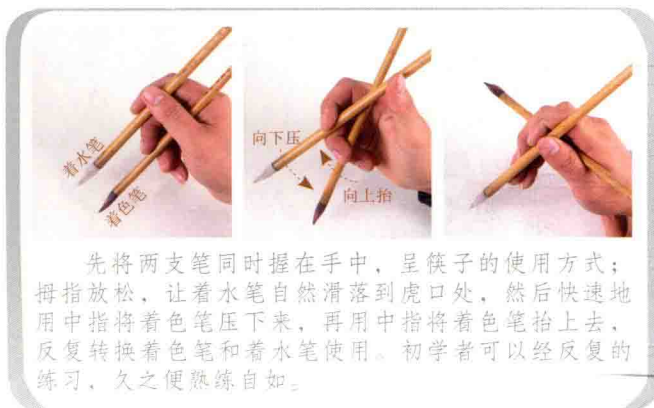 着水笔
着色笔
向下压
向上抬
先将两支笔同时握在手中，呈筷子的使用方式；
拇指放松，让着水笔自然滑落到虎口处，然后快速地
用中指将着色笔压下来，再用中指将着色笔抬上去，
反复转换着色笔和着水笔使用。初学者可以经反复的
练习，久之便熟练自如。